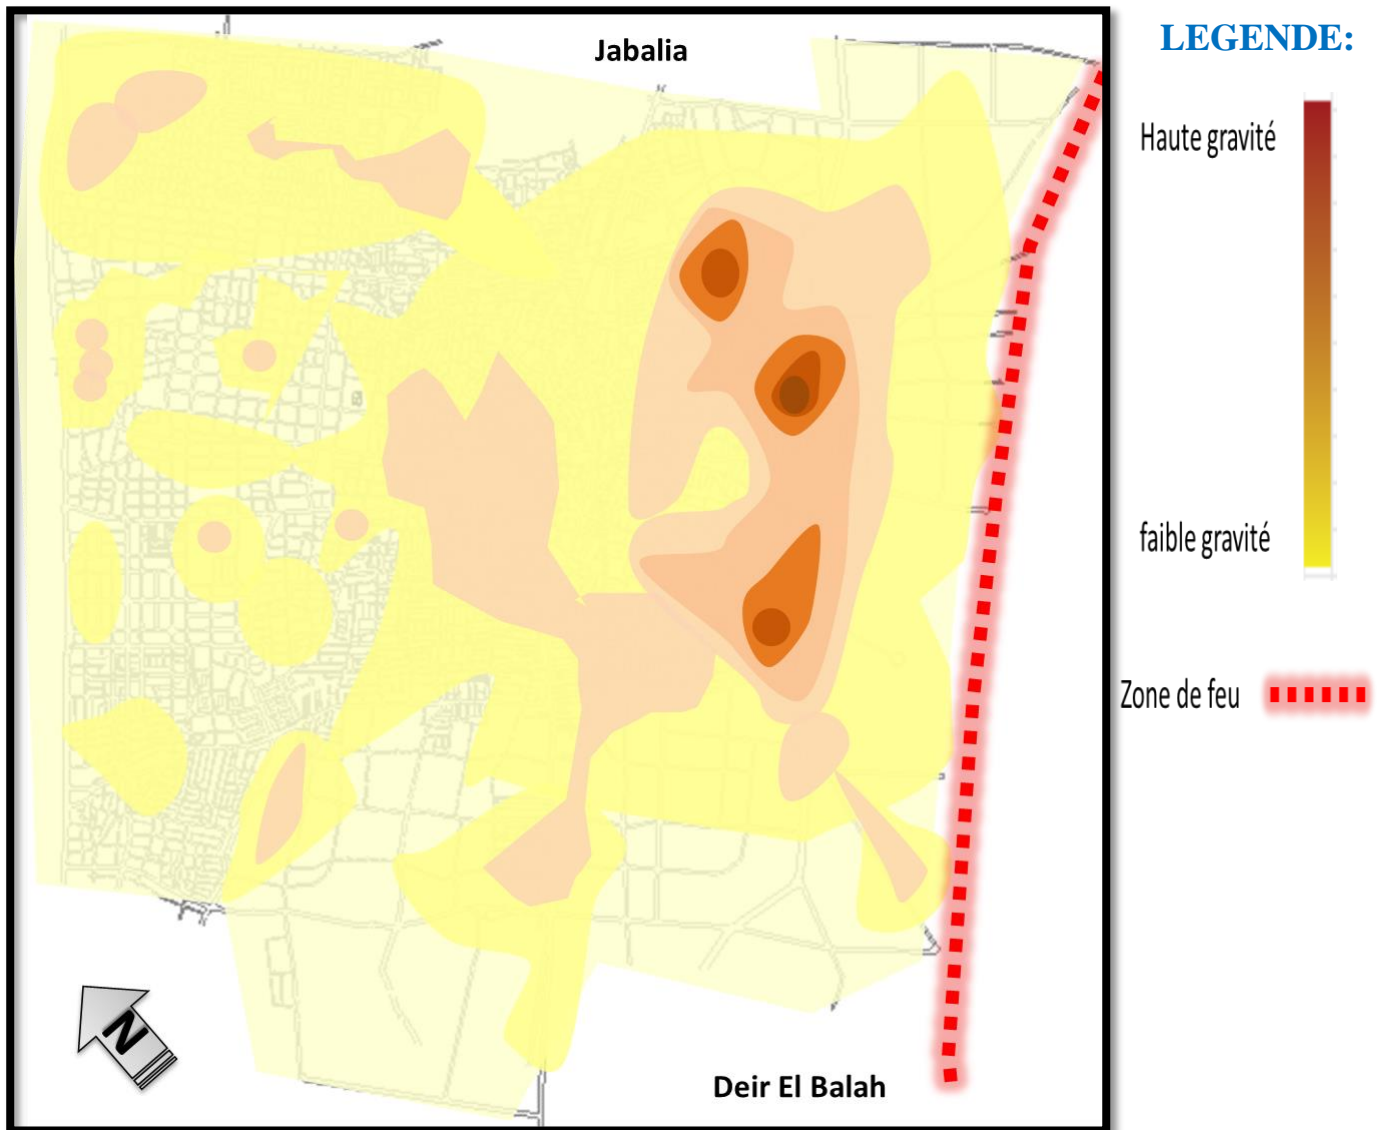 Jabalia
LEGENDE:
Haute gravité
faible gravité
Zone de feu
N
Deir El Balah